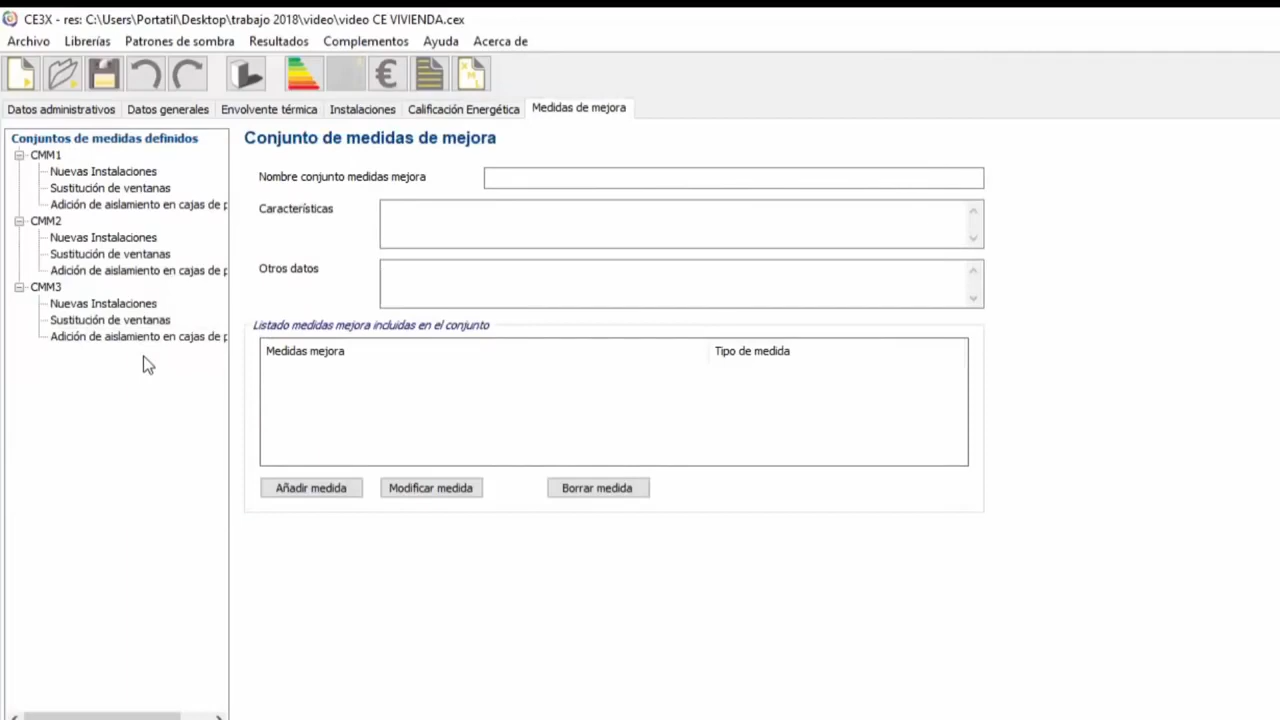 CE3X - res: C:\Users\Portatil\Desktop\trabajo 2018\video\video CE VIVIENDA.cex
Archivo Librerías Patrones de sombra Resultados Complementos Ayuda Acerca de
Datos administrativos Datos generales Envolvente térmica Instalaciones Calificación Energética Medidas de mejora
Conjuntos de medidas definidos
CMM1
Nuevas Instalaciones
Sustitución de ventanas
Adición de aislamiento en cajas de p
CMM2
Nuevas Instalaciones
Sustitución de ventanas
Adición de aislamiento en cajas de p
CMM3
Nuevas Instalaciones
Sustitución de ventanas
Adición de aislamiento en cajas de p
Conjunto de medidas de mejora
Nombre conjunto medidas mejora
Características
Otros datos
Listado medidas mejora incluidas en el conjunto
Medidas mejora Tipo de medida
Añadir medida Modificar medida Borrar medida